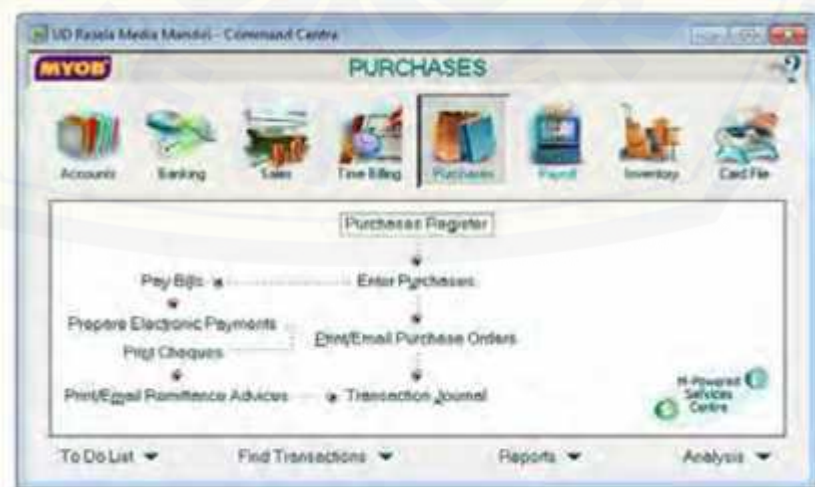 UD Rasela Media Mandiri - Command Centre
MYOB
PURCHASES
?
Accounts Banking Sales Time Billing Purchases Payroll Inventory Card File
Purchases Register
Pay Bills Enter Purchases
Prepare Electronic Payments
Print/Email Purchase Orders
Print Cheques
Print/Email Remittance Advices Transaction Journal
M-Powered
Services
Centre
To Do List Find Transactions Reports Analysis